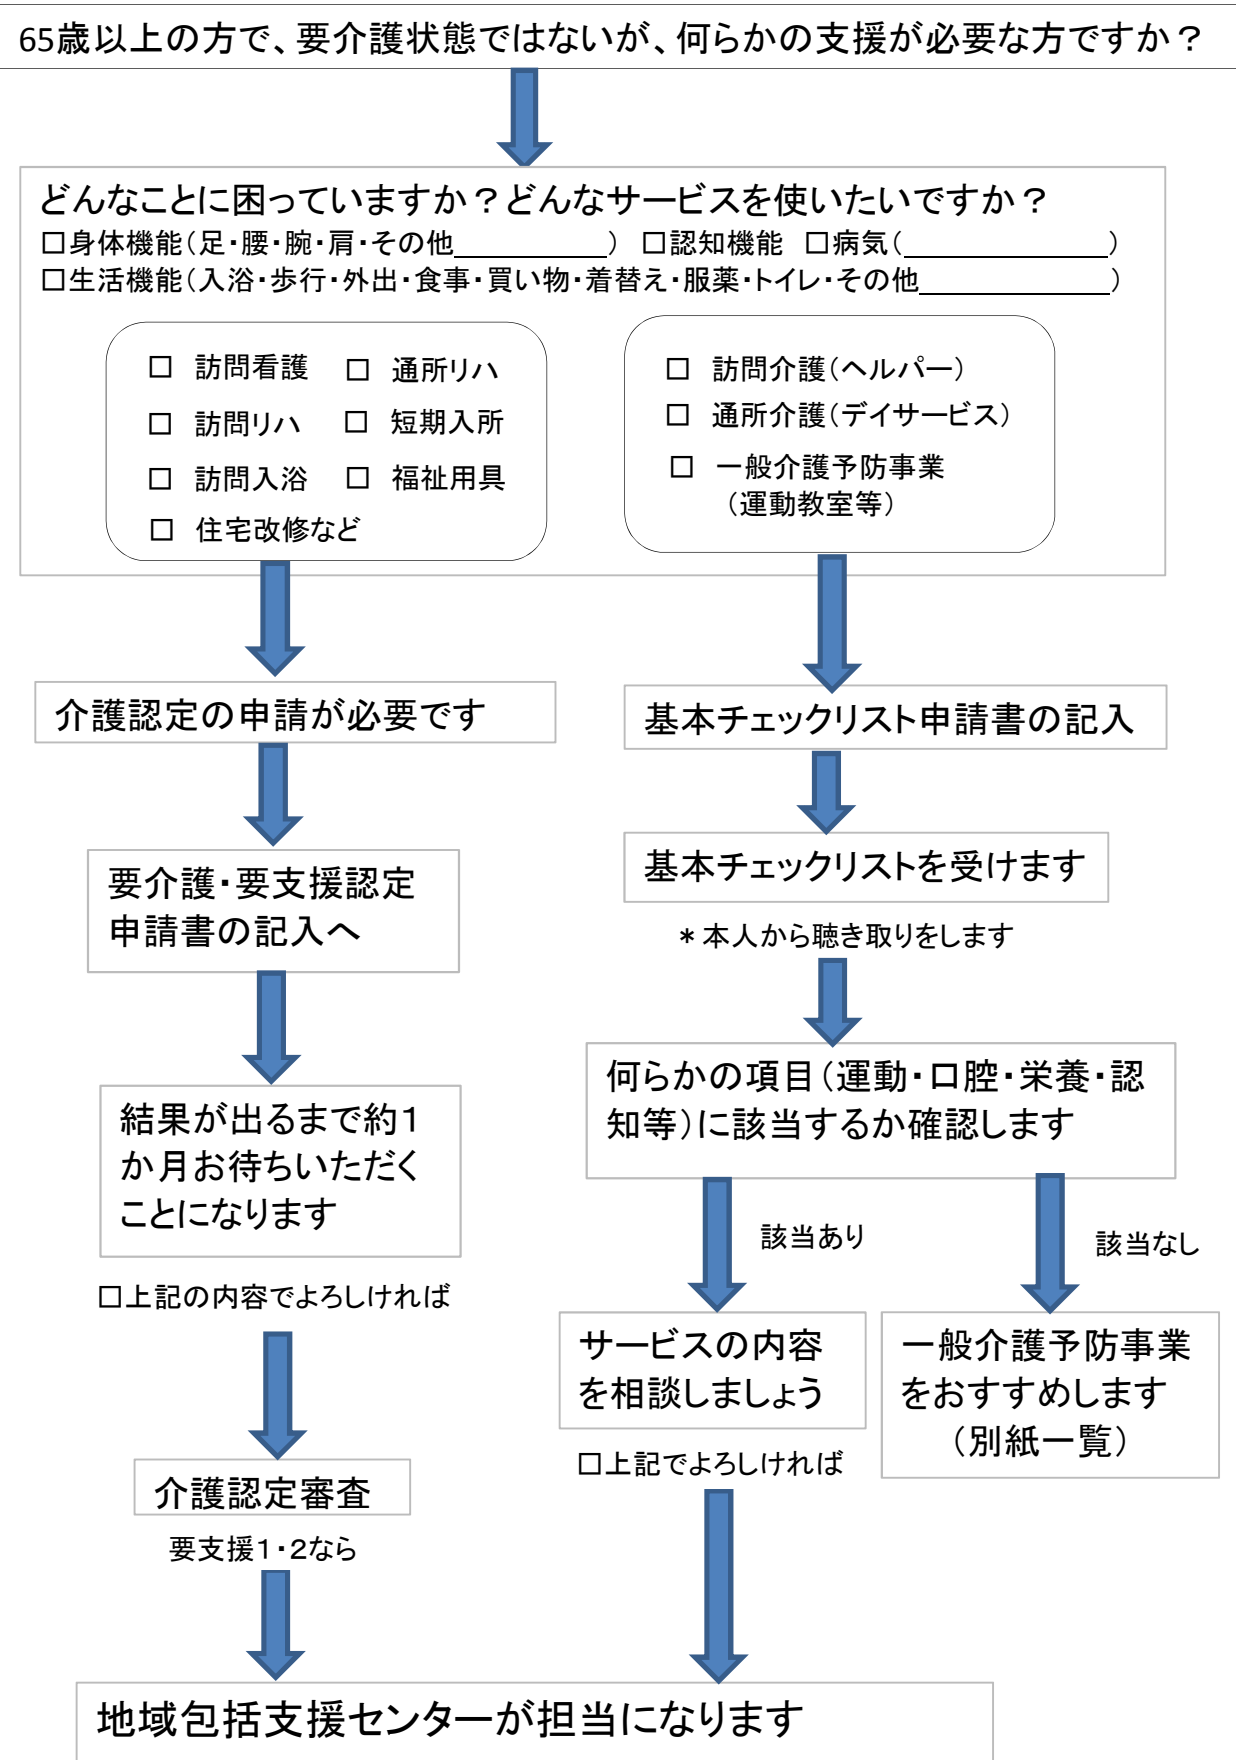 65歳以上の方で、要介護状態ではないが、何らかの支援が必要な方ですか？
どんなことに困っていますか？どんなサービスを使いたいですか？
□身体機能（足・腰・腕・肩・その他__________） □認知機能 □病気（_____________）
□生活機能（入浴・歩行・外出・食事・買い物・着替え・服薬・トイレ・その他____________）
□ 訪問看護 □ 通所リハ
□ 訪問リハ □ 短期入所
□ 訪問入浴 □ 福祉用具
□ 住宅改修など
□ 訪問介護（ヘルパー）
□ 通所介護（デイサービス）
□ 一般介護予防事業
（運動教室等）
介護認定の申請が必要です
要介護・要支援認定
申請書の記入へ
結果が出るまで約１
か月お待ちいただく
ことになります
□上記の内容でよろしければ
介護認定審査
要支援１・２なら
基本チェックリスト申請書の記入
基本チェックリストを受けます
＊本人から聴き取りをします
何らかの項目（運動・口腔・栄養・認
知等）に該当するか確認します
該当あり
該当なし
サービスの内容
を相談しましょう
□上記でよろしければ
一般介護予防事業
をおすすめします
（別紙一覧）
地域包括支援センターが担当になります